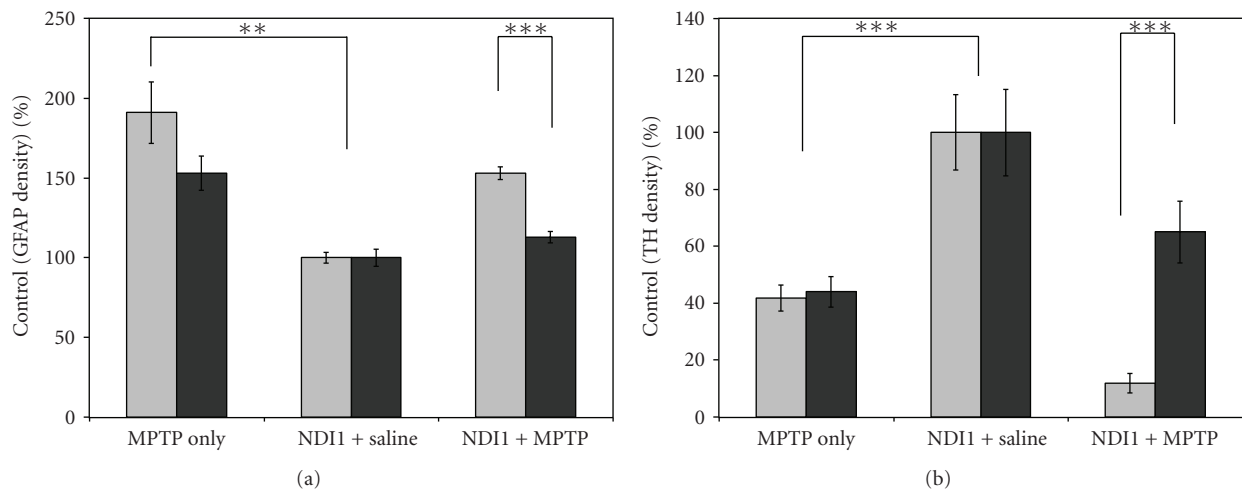 Control (GFAP density) (%)
250
200
150
100
50
0
**
***
MPTP only
NDI1 + saline
NDI1 + MPTP
(a)
Control (TH density) (%)
140
120
100
80
60
40
20
0
***
***
MPTP only
NDI1 + saline
NDI1 + MPTP
(b)